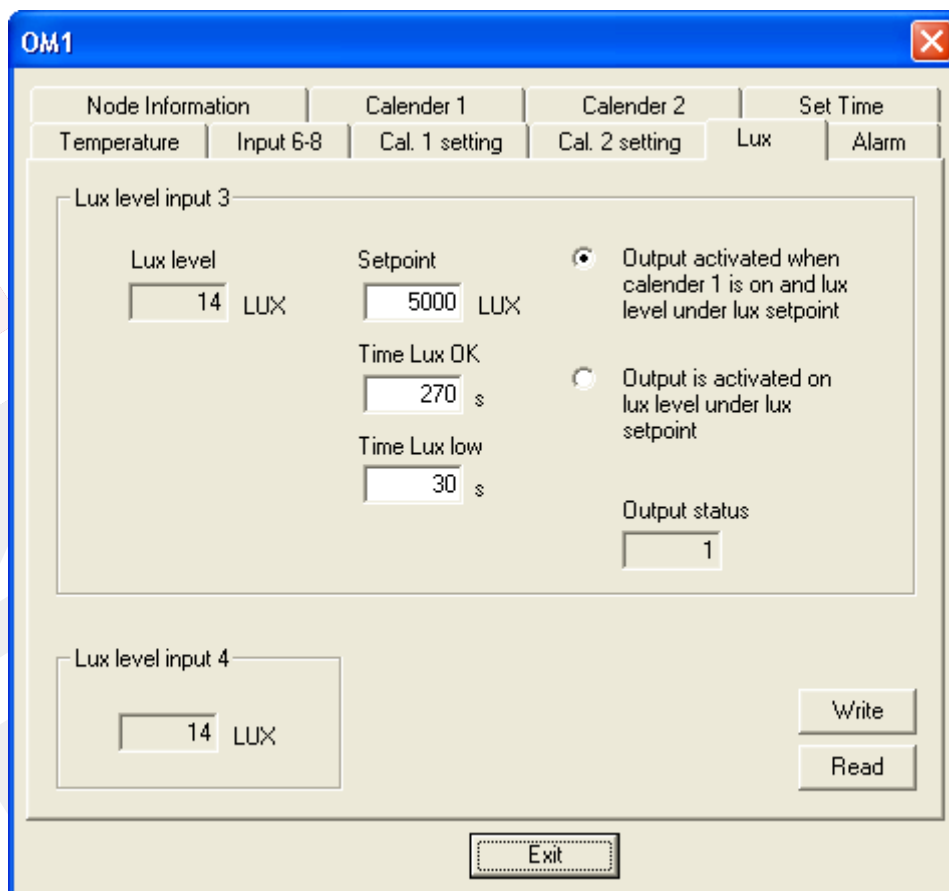 OM1
Node Information
Calender 1
Calender 2
Set Time
Temperature
Input 6-8
Cal. 1 setting
Cal. 2 setting
Lux
Alarm
Lux level input 3
Lux level
14 LUX
Setpoint
5000 LUX
Time Lux OK
270 s
Time Lux low
30 s
Output activated when
calender 1 is on and lux
level under lux setpoint
Output is activated on
lux level under lux
setpoint
Output status
1
Lux level input 4
14 LUX
Write
Read
Exit